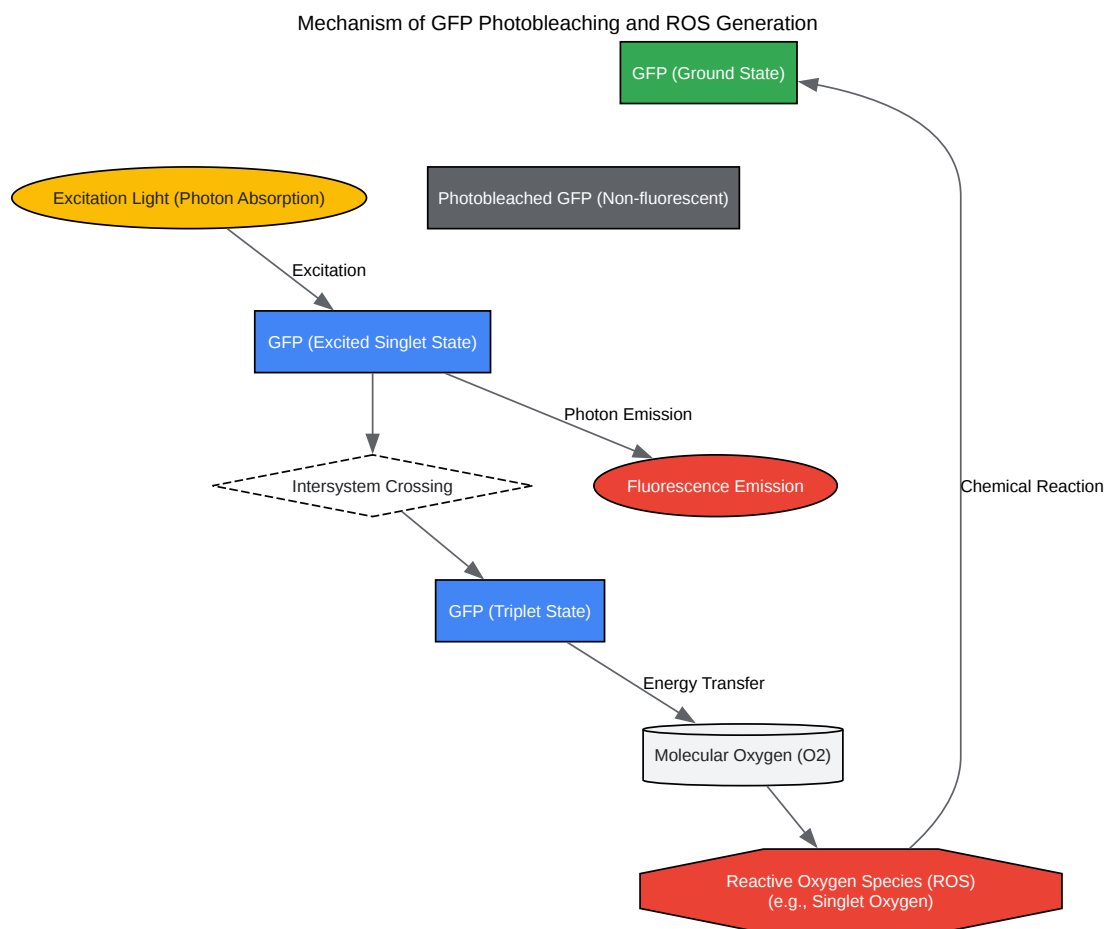 Mechanism of GFP Photobleaching and ROS Generation
GFP (Ground State)
Excitation Light (Photon Absorption)
Photobleached GFP (Non-fluorescent)
Excitation
GFP (Excited Singlet State)
Photon Emission
Intersystem Crossing
Fluorescence Emission
Chemical Reaction
GFP (Triplet State)
Energy Transfer
Molecular Oxygen (O2)
Reactive Oxygen Species (ROS)
(e.g., Singlet Oxygen)